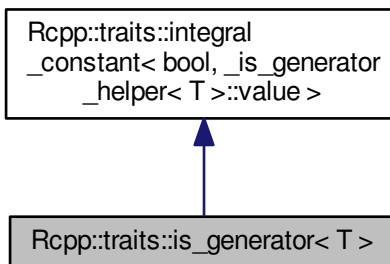 Rcpp::traits::integral
_constant< bool, _is_generator
_helper< T >::value >
Rcpp::traits::is_generator< T >